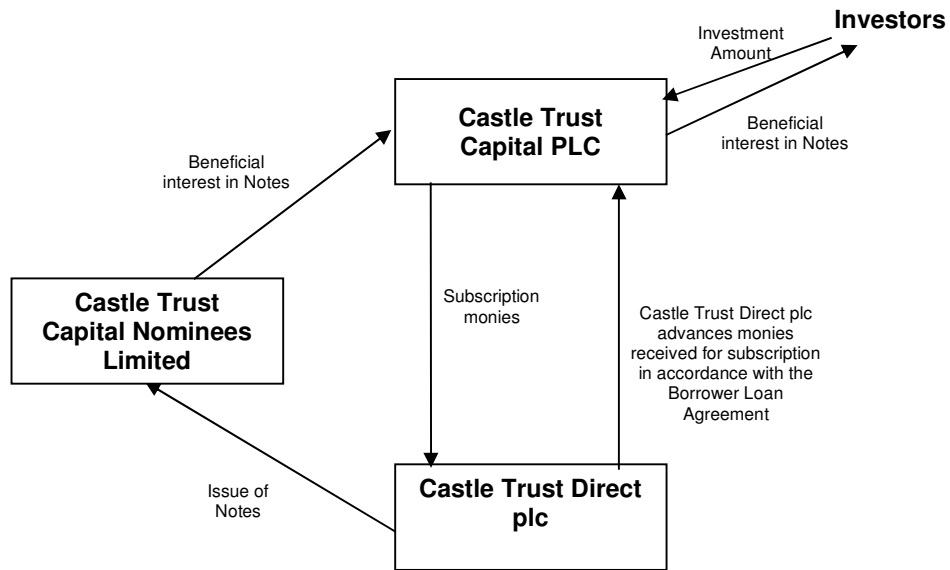 Investors
Investment
Amount
Castle Trust
Capital PLC
Beneficial
interest in Notes
Beneficial
interest in Notes
Castle Trust
Capital Nominees
Limited
Subscription
monies
Castle Trust Direct plc
advances monies
received for subscription
in accordance with the
Borrower Loan
Agreement
Issue of
Notes
Castle Trust Direct
plc